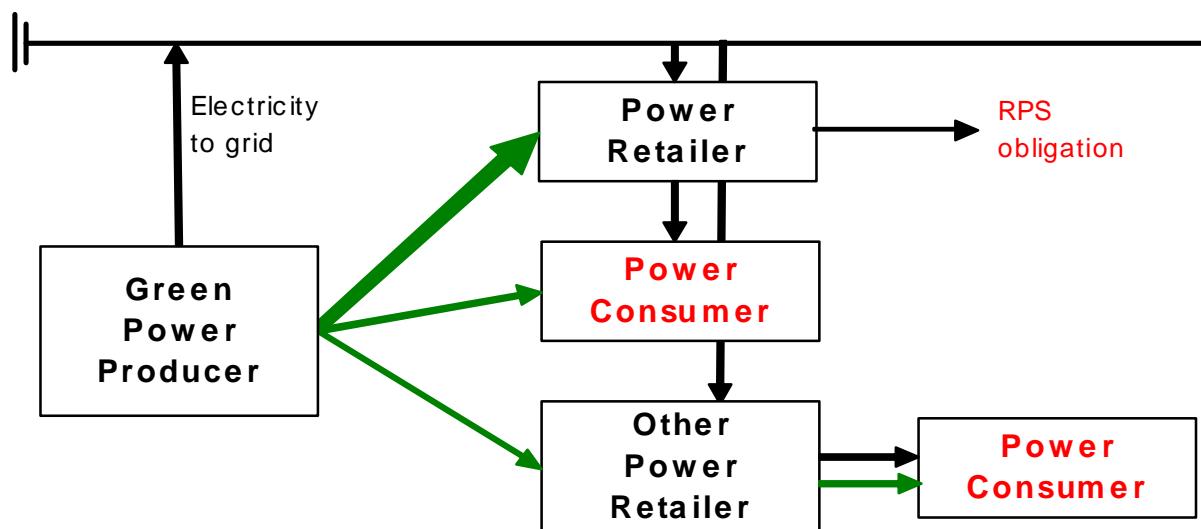 Electricity
to grid
Power
Retailer
RPS
obligation
Green
Power
Producer
Power
Consumer
Other
Power
Retailer
Power
Consumer